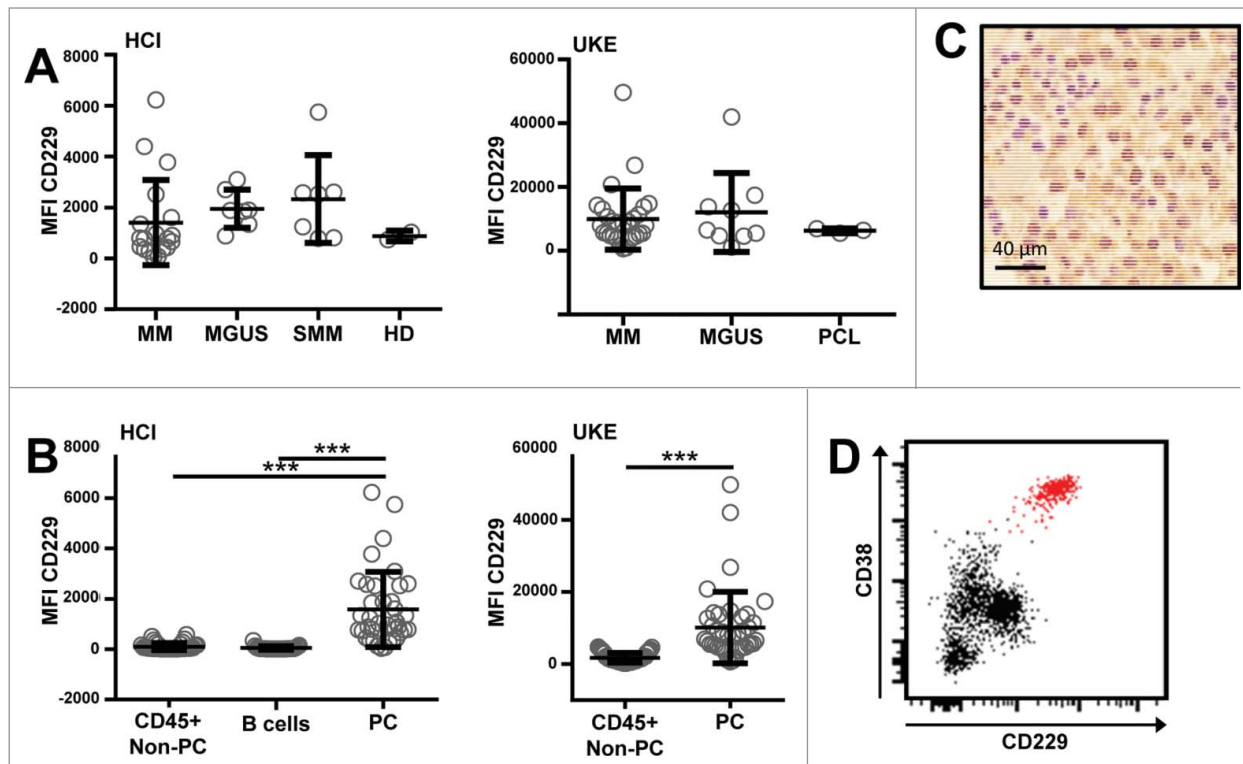 A
HCI
MFI CD229
8000
6000
4000
2000
0
-2000
MM
MGUS
SMM
HD
UKE
MFI CD229
60000
40000
20000
0
MM
MGUS
PCL
C
40 μm
B
HCI
MFI CD229
8000
6000
4000
2000
0
-2000
***
***
CD45+
Non-PC
B cells
PC
UKE
MFI CD229
60000
40000
20000
0
***
CD45+
Non-PC
PC
D
CD38
CD229